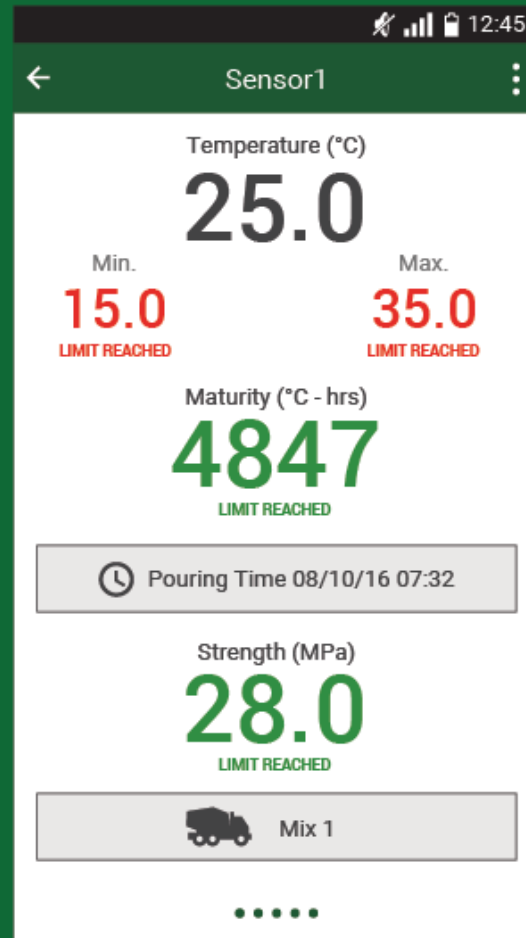 12:45
Sensor1
Temperature (°C)
25.0
Min. Max.
15.0 35.0
LIMIT REACHED LIMIT REACHED
Maturity (°C - hrs)
4847
LIMIT REACHED
Pouring Time 08/10/16 07:32
Strength (MPa)
28.0
LIMIT REACHED
Mix 1